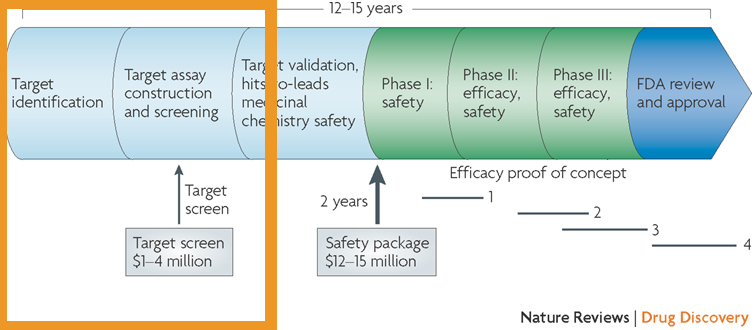 12–15 years
Target
identification
Target assay
construction
and screening
Target validation,
hits-to-leads
medicinal
chemistry safety
Phase I:
safety
Phase II:
efficacy,
safety
Phase III:
efficacy,
safety
FDA review
and approval
Target
screen
Target screen
$1–4 million
2 years
Safety package
$12–15 million
Efficacy proof of concept
1
2
3
4
Nature Reviews | Drug Discovery